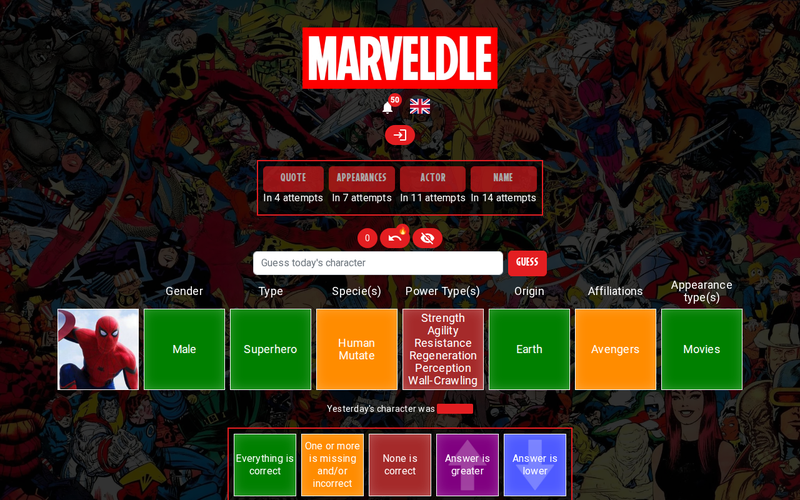 MARVELDLE
50
QUOTE APPEARANCES ACTOR NAME
In 4 attempts In 7 attempts In 11 attempts In 14 attempts
0
Guess today's character GUESS
Gender Type Specie(s) Power Type(s) Origin Affiliations Appearance
type(s)
Male
Superhero
Human
Mutate
Strength
Agility
Resistance
Regeneration
Perception
Wall-Crawling
Earth
Avengers
Movies
Yesterday's character was
Everything is
correct
One or more
is missing
and/or
incorrect
None is
correct
Answer is
greater
Answer is
lower